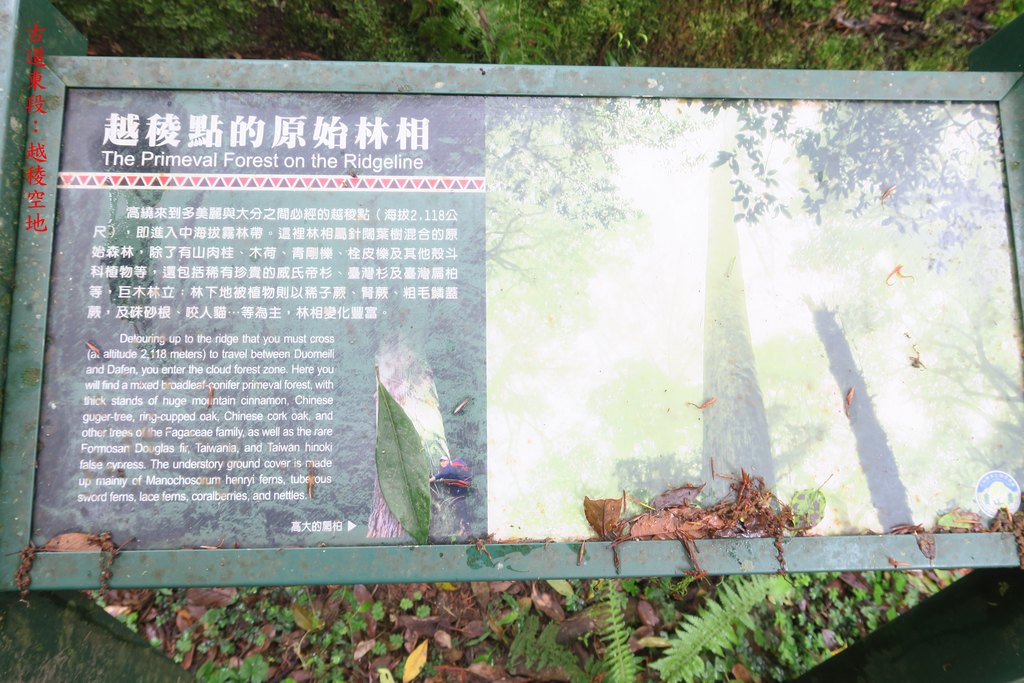 古道東段：越稜空地
越稜點的原始林相
The Primeval Forest on the Ridgeline
高繞來到多美麗與大分之間必經的越稜點（海拔2,118公
尺），即進入中海拔霧林帶。這裡林相屬針闊葉樹混合的原
始森林，除了有山肉桂、木荷、青剛櫟、栓皮櫟及其他殼斗
科植物等，還包括稀有珍貴的威氏帝杉、臺灣杉及臺灣扁柏
等，巨木林立；林下地被植物則以稀子蕨、腎蕨、粗毛鱗蓋
蕨，及硃砂根、咬人貓…等為主，林相變化豐富。
Detouring up to the ridge that you must cross
(at altitude 2,118 meters) to travel between Duomeili
and Dafen, you enter the cloud forest zone. Here you
will find a mixed broadleaf-conifer primeval forest, with
thick stands of huge mountain cinnamon, Chinese
guger-tree, ring-cupped oak, Chinese cork oak, and
other trees of the Fagaceae family, as well as the rare
Formosan Douglas fir, Taiwania, and Taiwan hinoki
false cypress. The understory ground cover is made
up mainly of Manochosorum henryi ferns, tuberous
sword ferns, lace ferns, coralberries, and nettles.
高大的扁柏 ▶